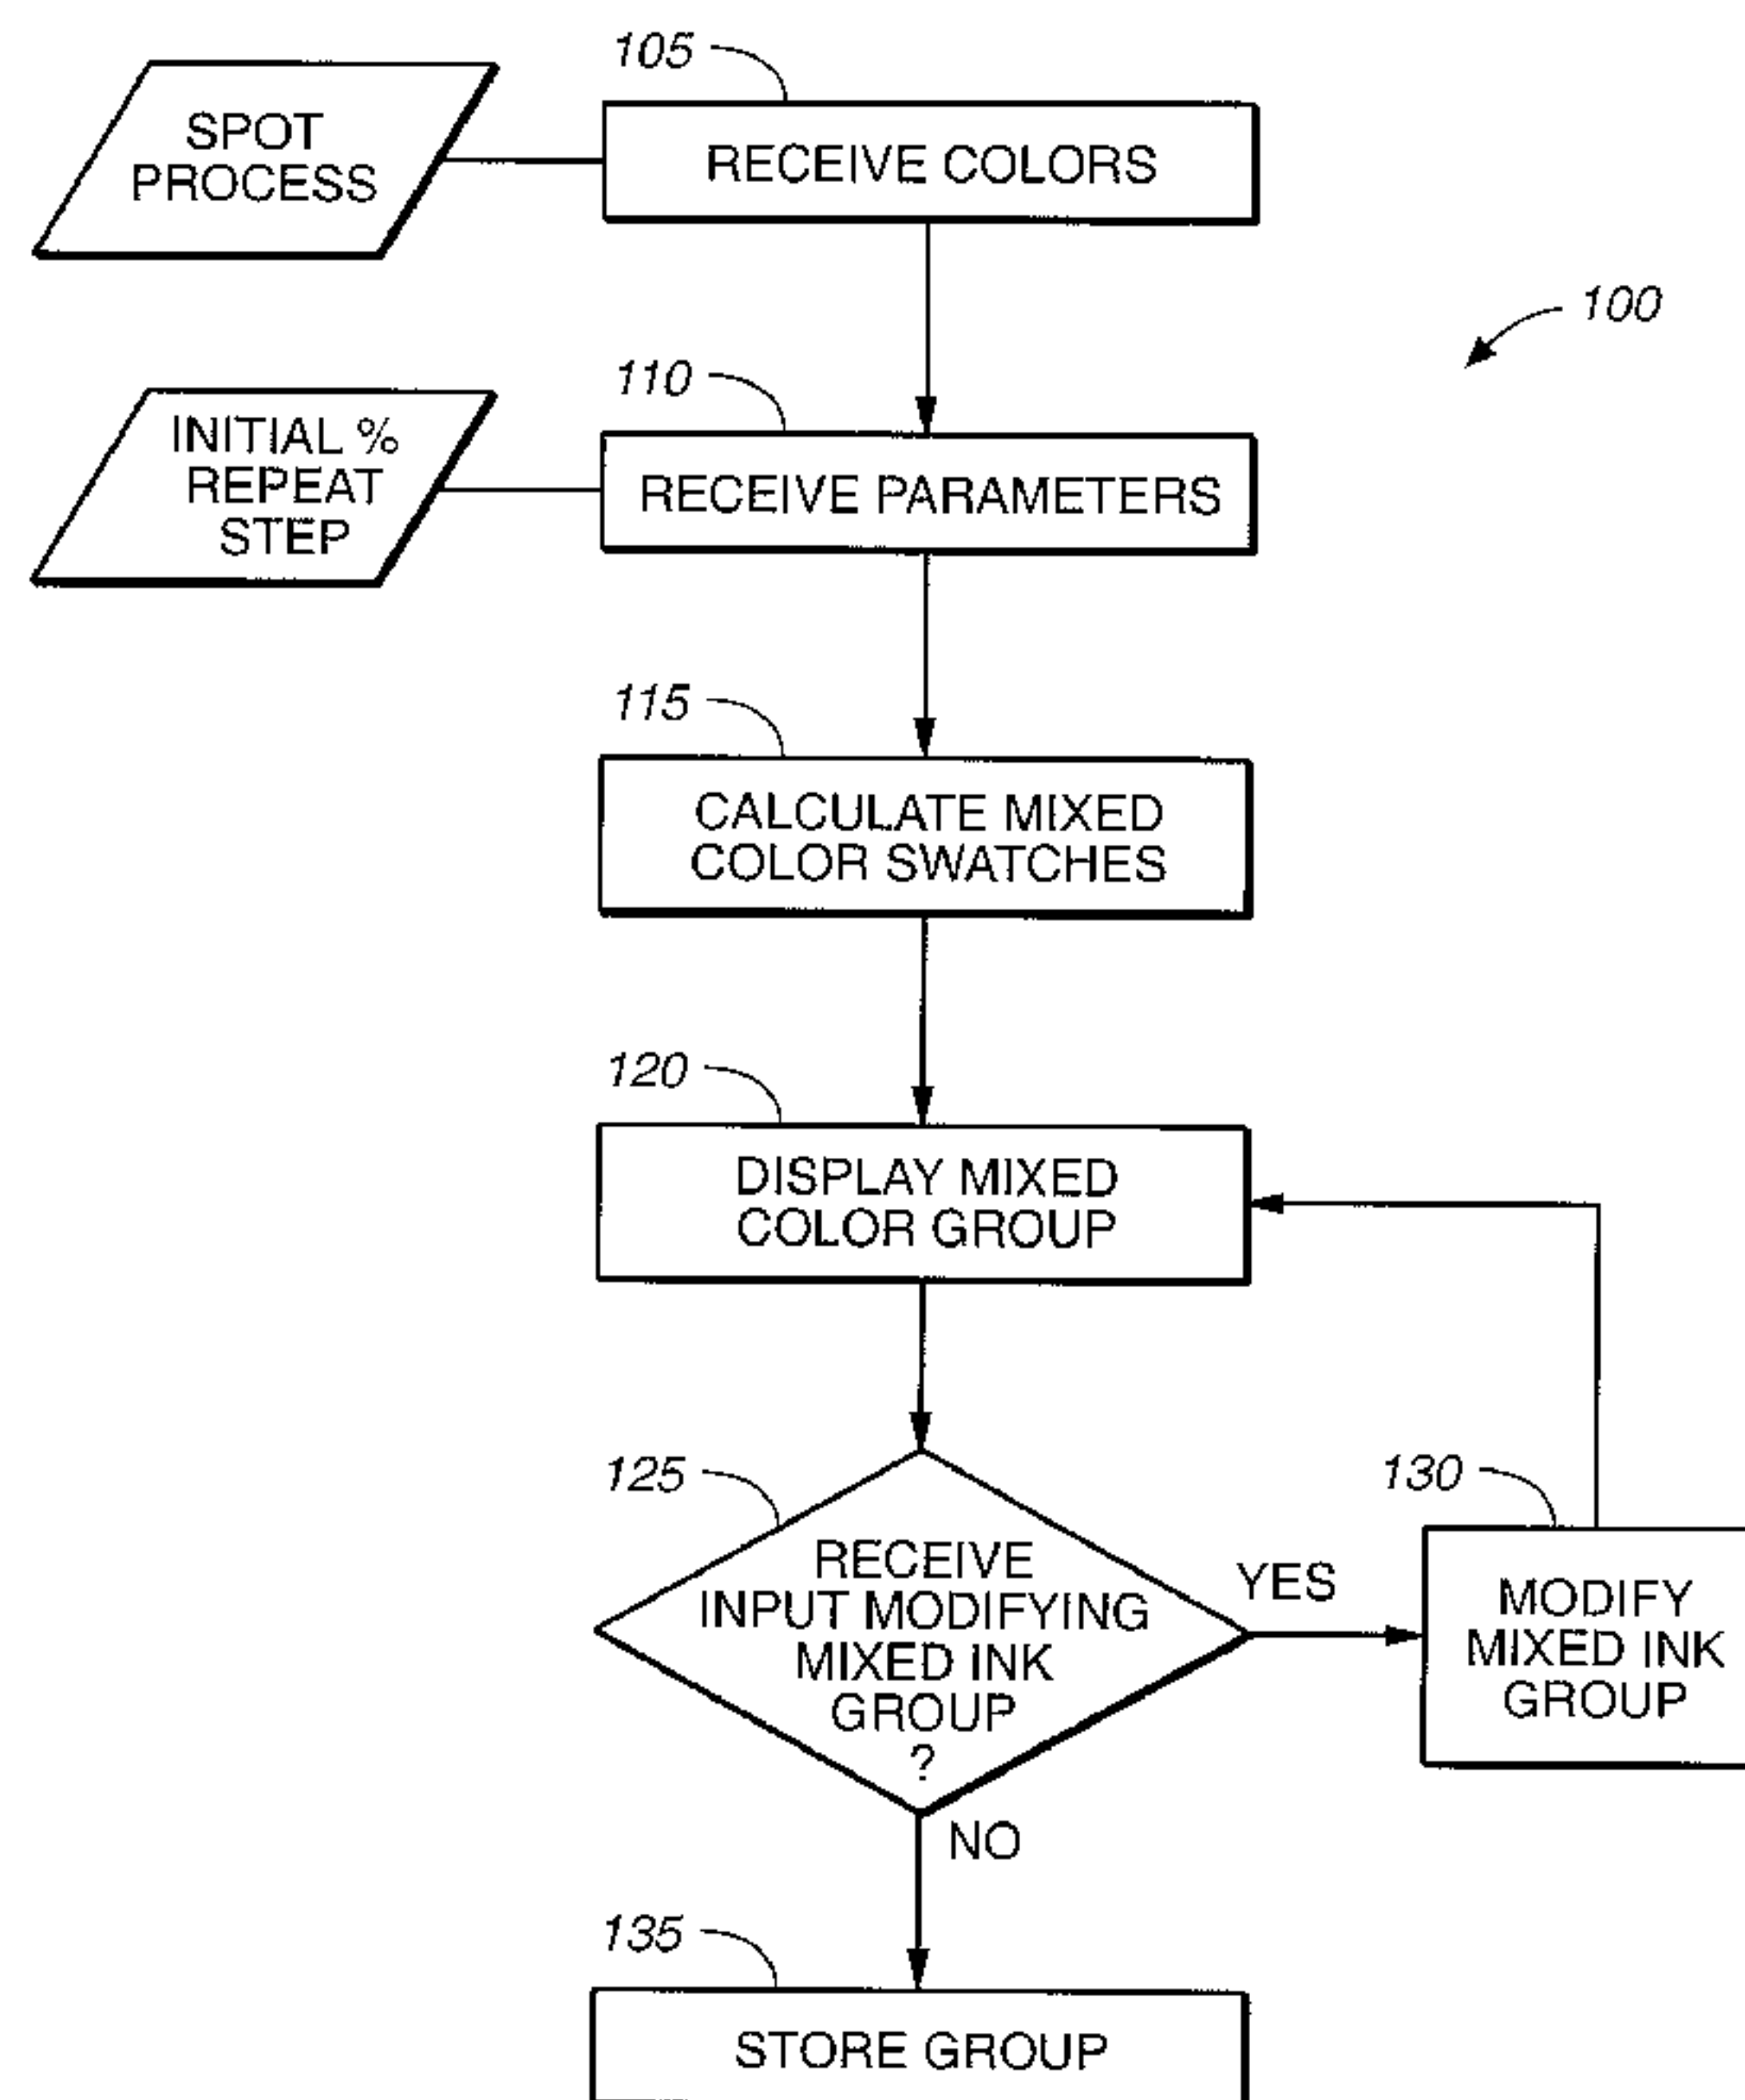 105
SPOT
PROCESS
RECEIVE COLORS
100
110
INITIAL %
REPEAT
STEP
RECEIVE PARAMETERS
115
CALCULATE MIXED
COLOR SWATCHES
120
DISPLAY MIXED
COLOR GROUP
125
RECEIVE
INPUT MODIFYING
MIXED INK
GROUP
?
YES
130
MODIFY
MIXED INK
GROUP
NO
135
STORE GROUP